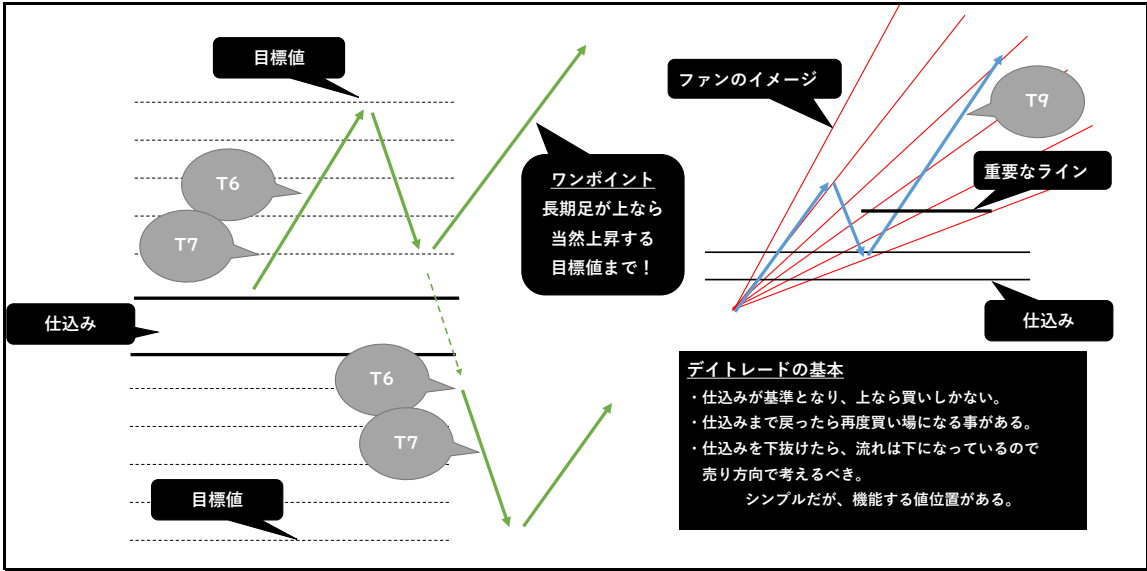 目標値
T6
T7
仕込み
T6
T7
目標値
ワンポイント
長期足が上なら
当然上昇する
目標値まで！
ファンのイメージ
T9
重要なライン
仕込み
デイトレードの基本
・仕込みが基準となり、上なら買いしかない。
・仕込みまで戻ったら再度買い場になる事がある。
・仕込みを下抜けたら、流れは下になっているので
売り方向で考えるべき。
シンプルだが、機能する値位置がある。